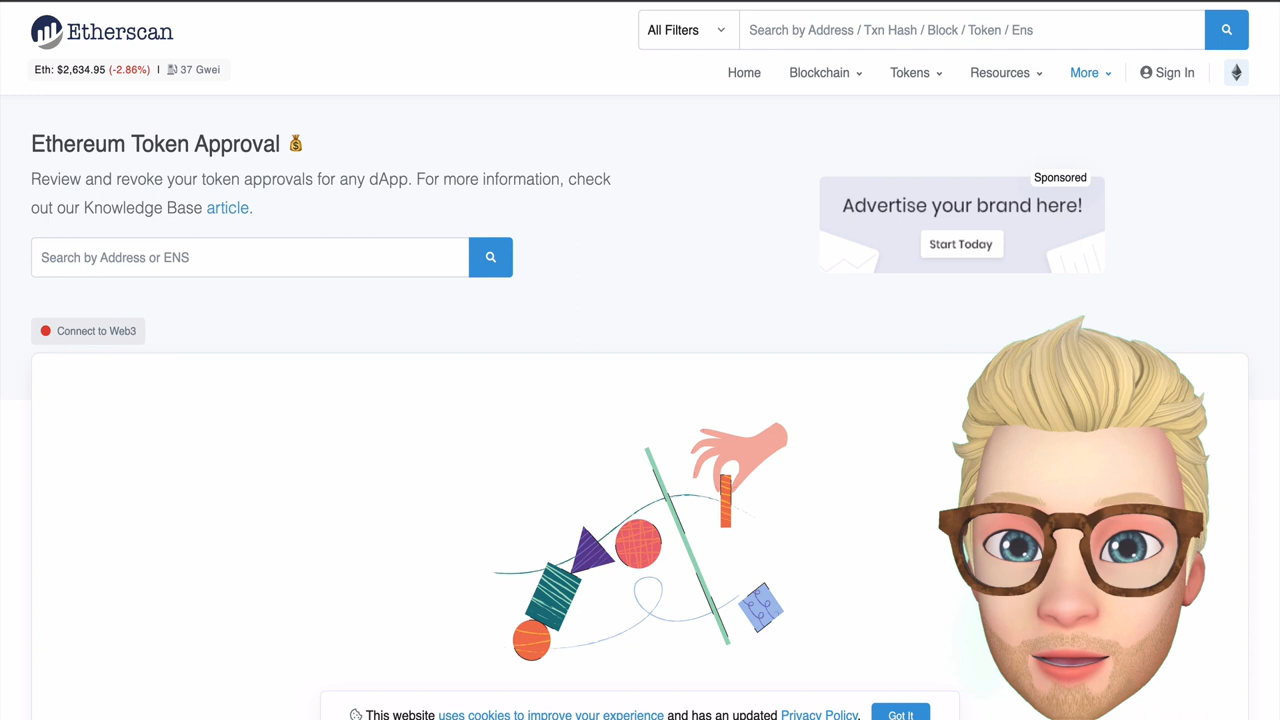 Etherscan
All Filters
Search by Address / Txn Hash / Block / Token / Ens
Eth: $2,634.95 (-2.86%) | 37 Gwei
Home
Blockchain
Tokens
Resources
More
Sign In
Ethereum Token Approval
Review and revoke your token approvals for any dApp. For more information, check
out our Knowledge Base article.
Search by Address or ENS
Sponsored
Advertise your brand here!
Start Today
Connect to Web3
This website uses cookies to improve your experience and has an updated Privacy Policy.
Got It